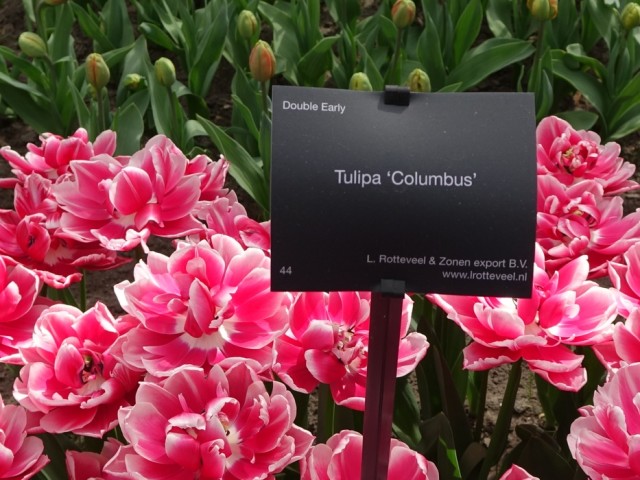 Double Early
Tulipa ‘Columbus’
L. Rotteveel & Zonen export B.V.
44
www.lrotteveel.nl